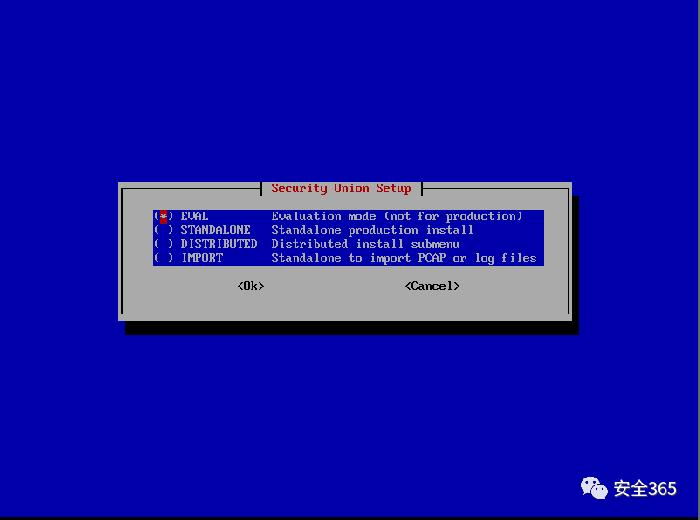 Security Union Setup
(*) EVAL Evaluation mode (not for production)
( ) STANDALONE Standalone production install
( ) DISTRIBUTED Distributed install submenu
( ) IMPORT Standalone to import PCAP or log files
<Ok> <Cancel>
安全365